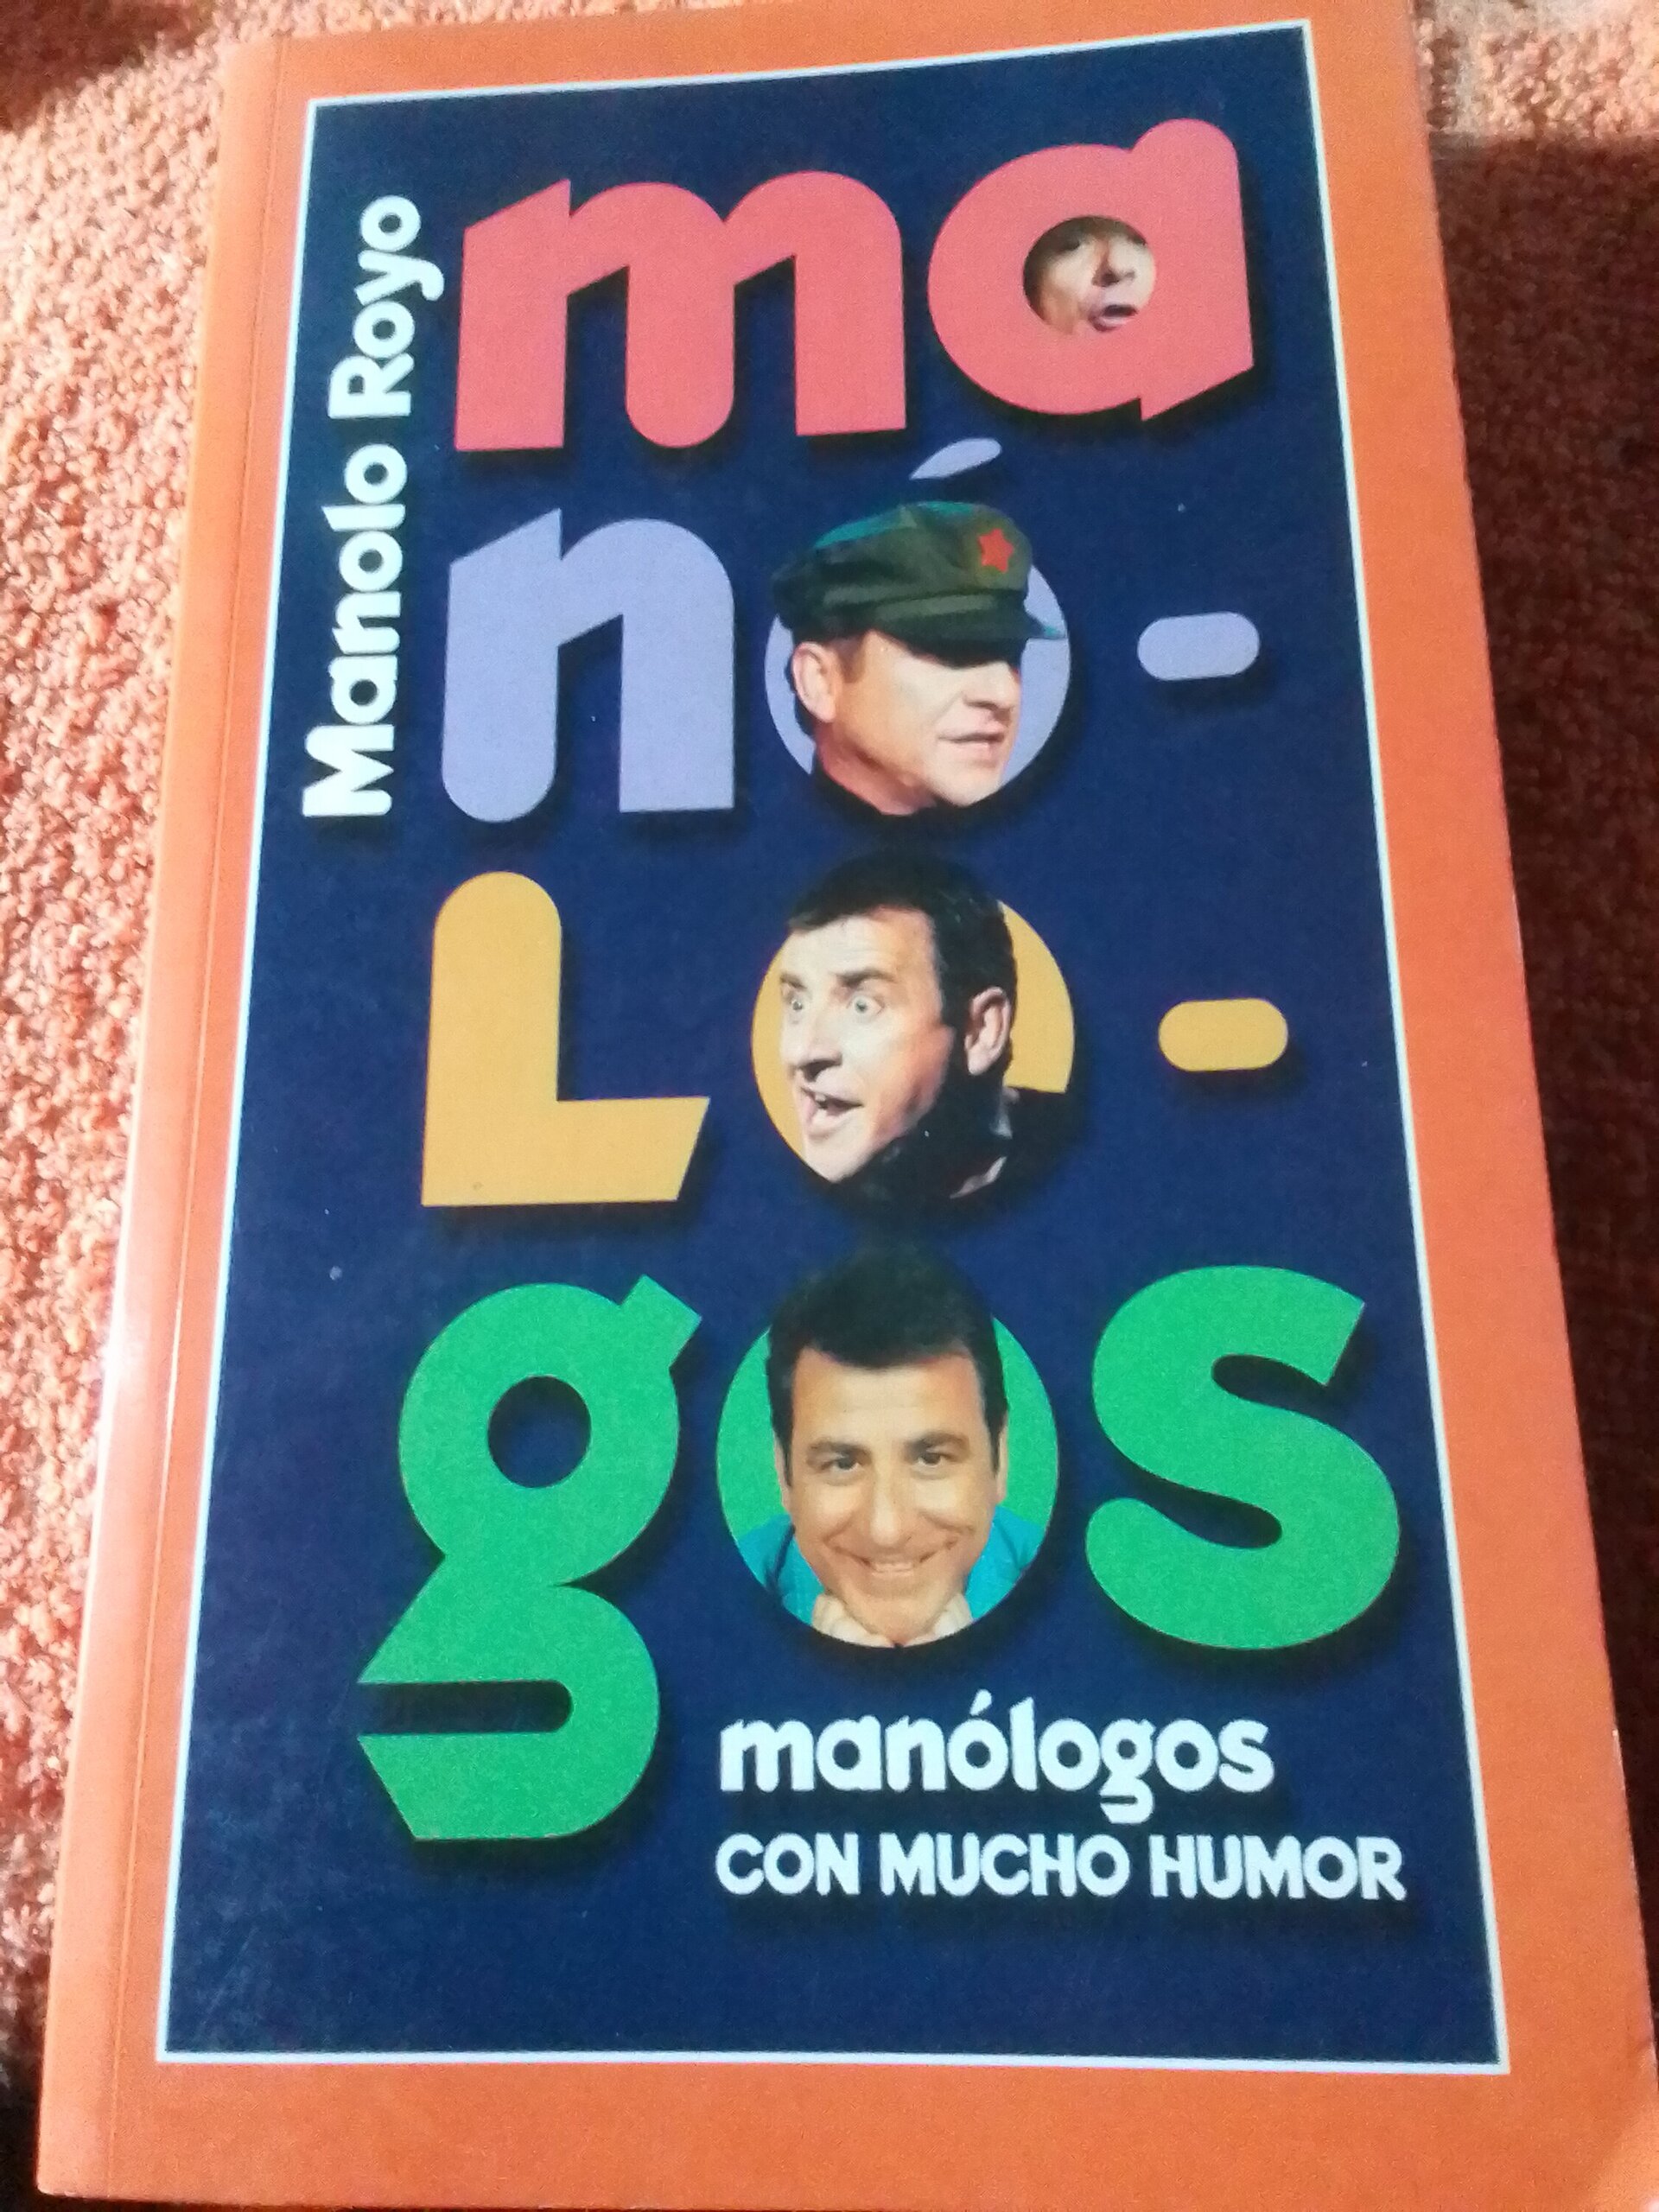 Manolo Royo
ma
nó-
Lo-
gos
manólogos
CON MUCHO HUMOR